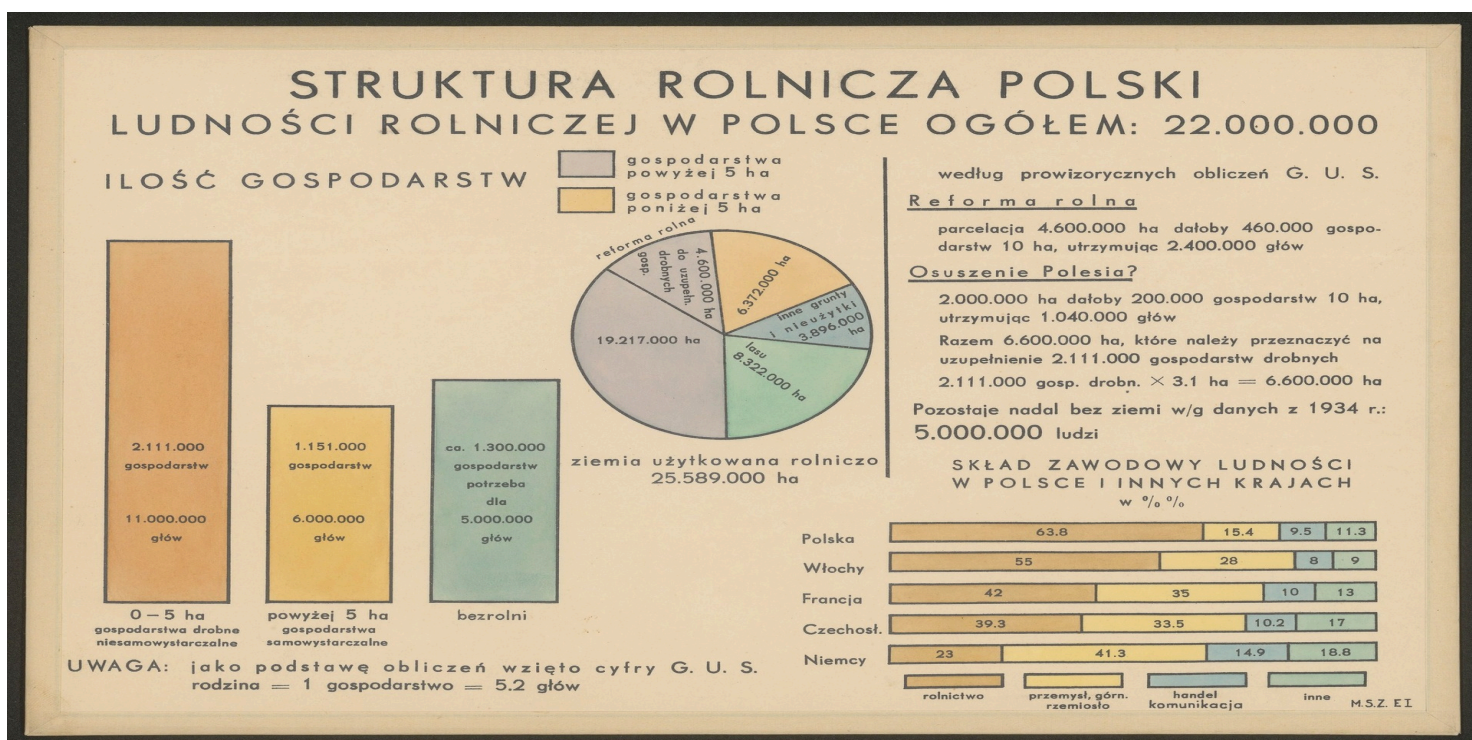 STRUKTURA ROLNICZA POLSKI
LUDNOŚCI ROLNICZEJ W POLSCE OGÓŁEM: 22.000.000
ILOŚĆ GOSPODARSTW
gospodarstwa
powyżej 5 ha
gospodarstwa
poniżej 5 ha
2.111.000
gospodarstw
11.000.000
głów
0–5 ha
gospodarstwa drobne
niesamowystarczalne
1.151.000
gospodarstw
6.000.000
głów
powyżej 5 ha
gospodarstwa
samowystarczalne
ca. 1.300.000
gospodarstw
potrzeba
dla
5.000.000
głów
bezrolni
reforma rolna
4.600.000 ha
do uzupełn.
drobnych
gosp.
6.372.000 ha
inne grunty
i nieużytki
3.896.000
ha
lasu
8.322.000 ha
19.217.000 ha
ziemia użytkowana rolniczo
25.589.000 ha
UWAGA: jako podstawę obliczeń wzięto cyfry G. U. S.
rodzina = 1 gospodarstwo = 5.2 głów
według prowizorycznych obliczeń G. U. S.
Reforma rolna
parcelacja 4.600.000 ha dałoby 460.000 gospo-
darstw 10 ha, utrzymując 2.400.000 głów
Osuszenie Polesia?
2.000.000 ha dałoby 200.000 gospodarstw 10 ha,
utrzymując 1.040.000 głów
Razem 6.600.000 ha, które należy przeznaczyć na
uzupełnienie 2.111.000 gospodarstw drobnych
2.111.000 gosp. drobn. × 3.1 ha = 6.600.000 ha
Pozostaje nadal bez ziemi w/g danych z 1934 r.:
5.000.000 ludzi
SKŁAD ZAWODOWY LUDNOŚCI
W POLSCE I INNYCH KRAJACH
w % %
Polska 63.8 15.4 9.5 11.3
Włochy 55 28 8 9
Francja 42 35 10 13
Czechosł. 39.3 33.5 10.2 17
Niemcy 23 41.3 14.9 18.8
rolnictwo
przemysł, górn.
rzemiosło
handel
komunikacja
inne
M.S.Z. E I